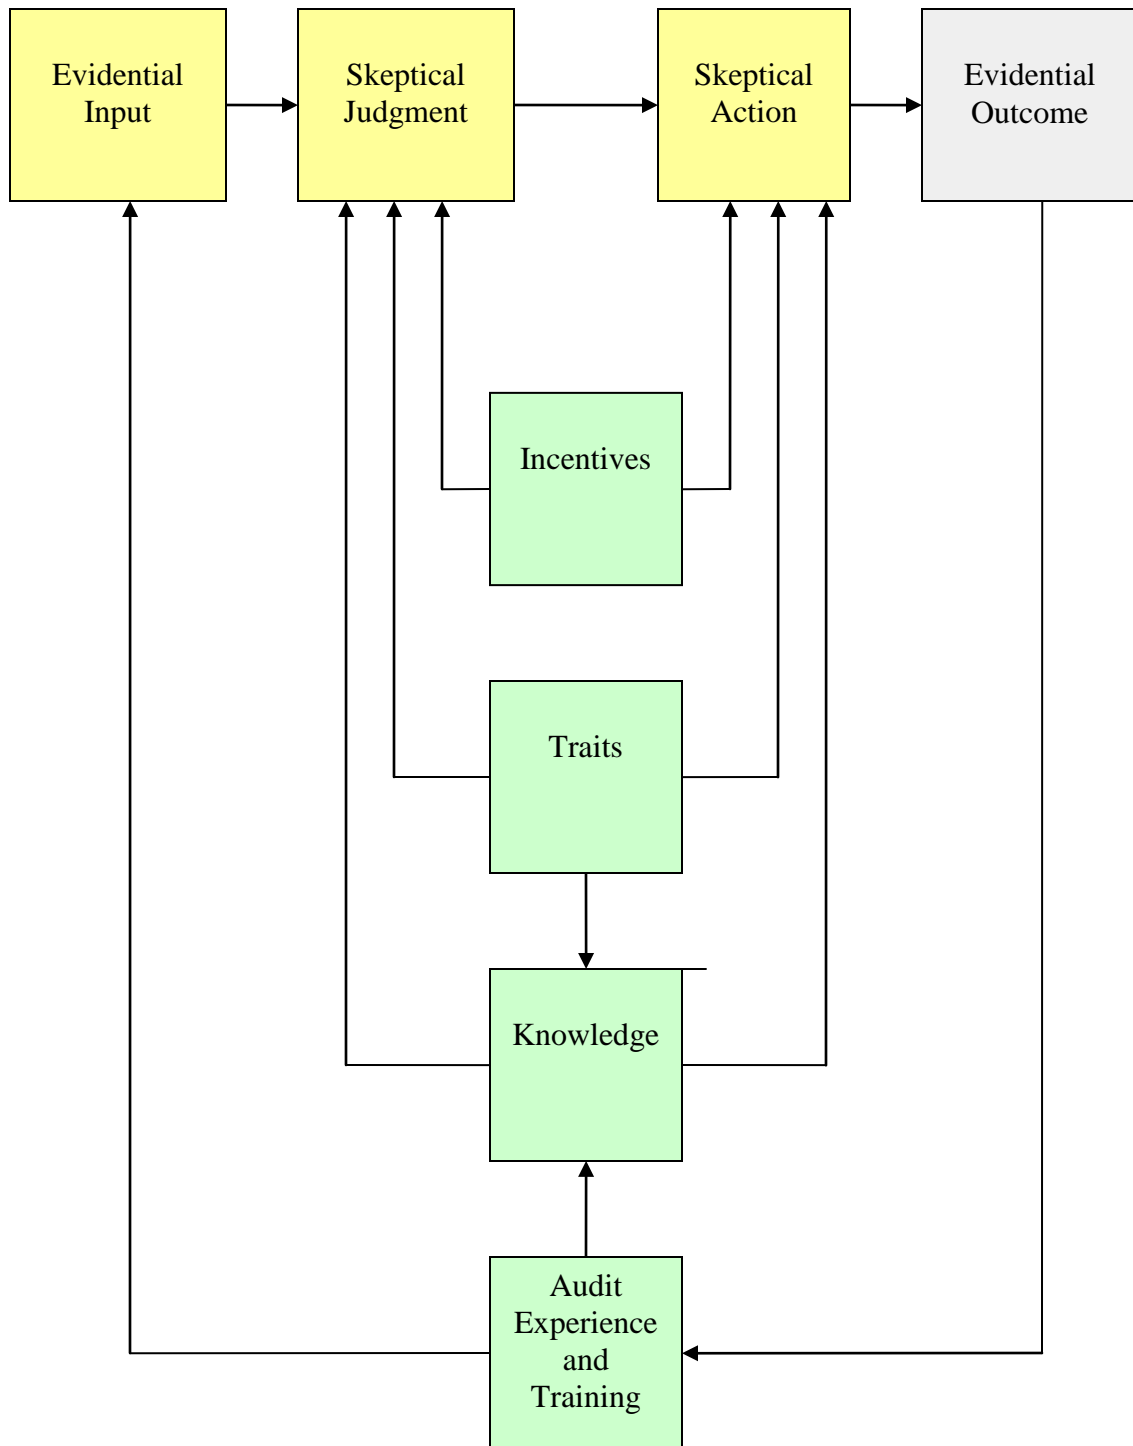 Evidential
Input
Skeptical
Judgment
Skeptical
Action
Evidential
Outcome
Incentives
Traits
Knowledge
Audit
Experience
and
Training